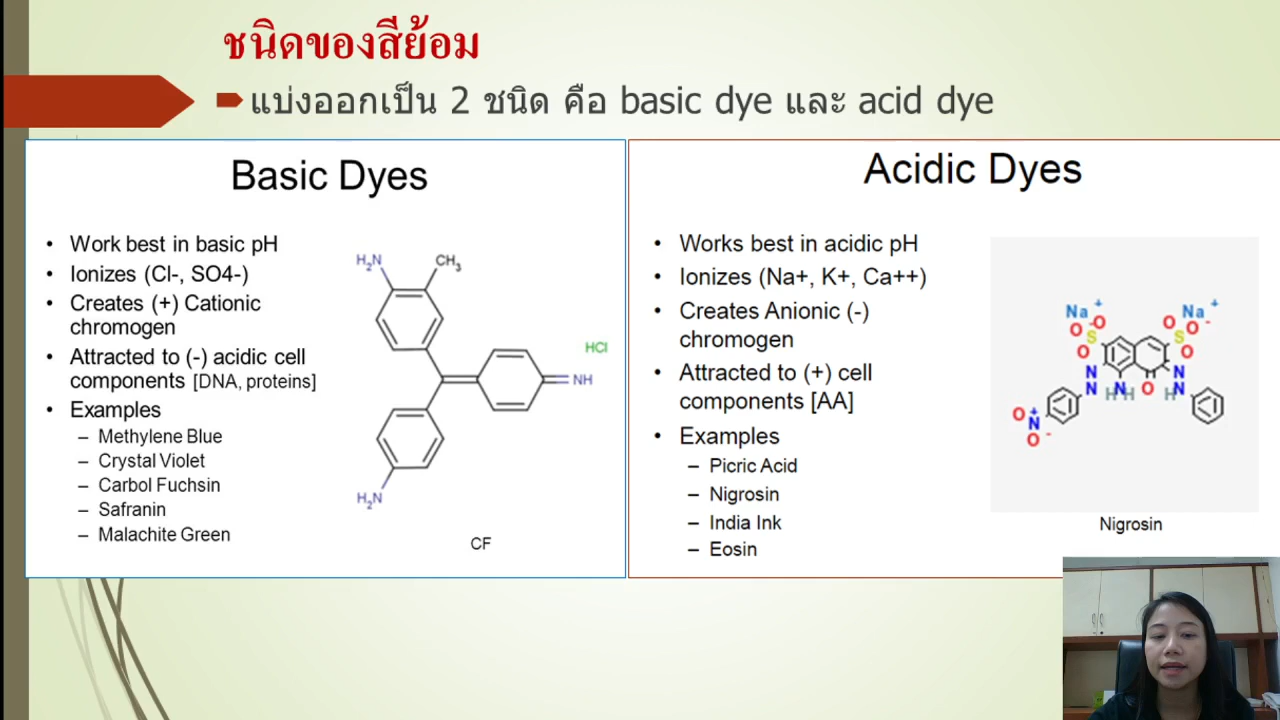 ชนิดของสีย้อม
แบ่งออกเป็น 2 ชนิด คือ basic dye และ acid dye
Basic Dyes
• Work best in basic pH
• Ionizes (Cl-, SO4-)
• Creates (+) Cationic
chromogen
• Attracted to (-) acidic cell
components [DNA, proteins]
• Examples
– Methylene Blue
– Crystal Violet
– Carbol Fuchsin
– Safranin
– Malachite Green
H₂N
CH₃
HCl
NH
H₂N
CF
Acidic Dyes
• Works best in acidic pH
• Ionizes (Na+, K+, Ca++)
• Creates Anionic (-)
chromogen
• Attracted to (+) cell
components [AA]
• Examples
– Picric Acid
– Nigrosin
– India Ink
– Eosin
Na + Na +
O - O O O -
S S
O O
N N
N H N H O H N
O N + O -
Nigrosin